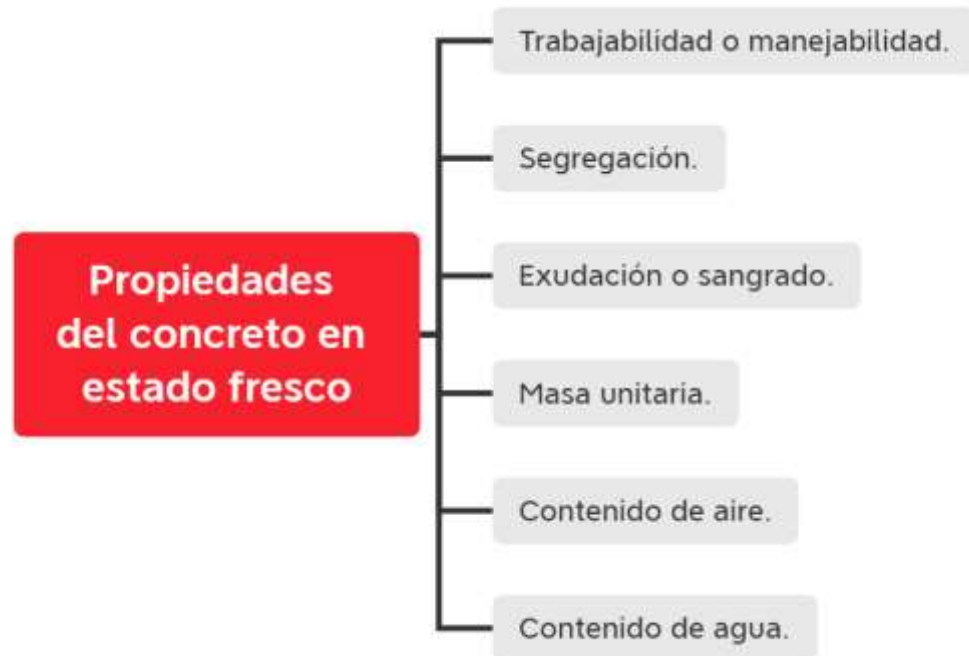 Propiedades
del concreto en
estado fresco
Trabajabilidad o manejabilidad.
Segregación.
Exudación o sangrado.
Masa unitaria.
Contenido de aire.
Contenido de agua.